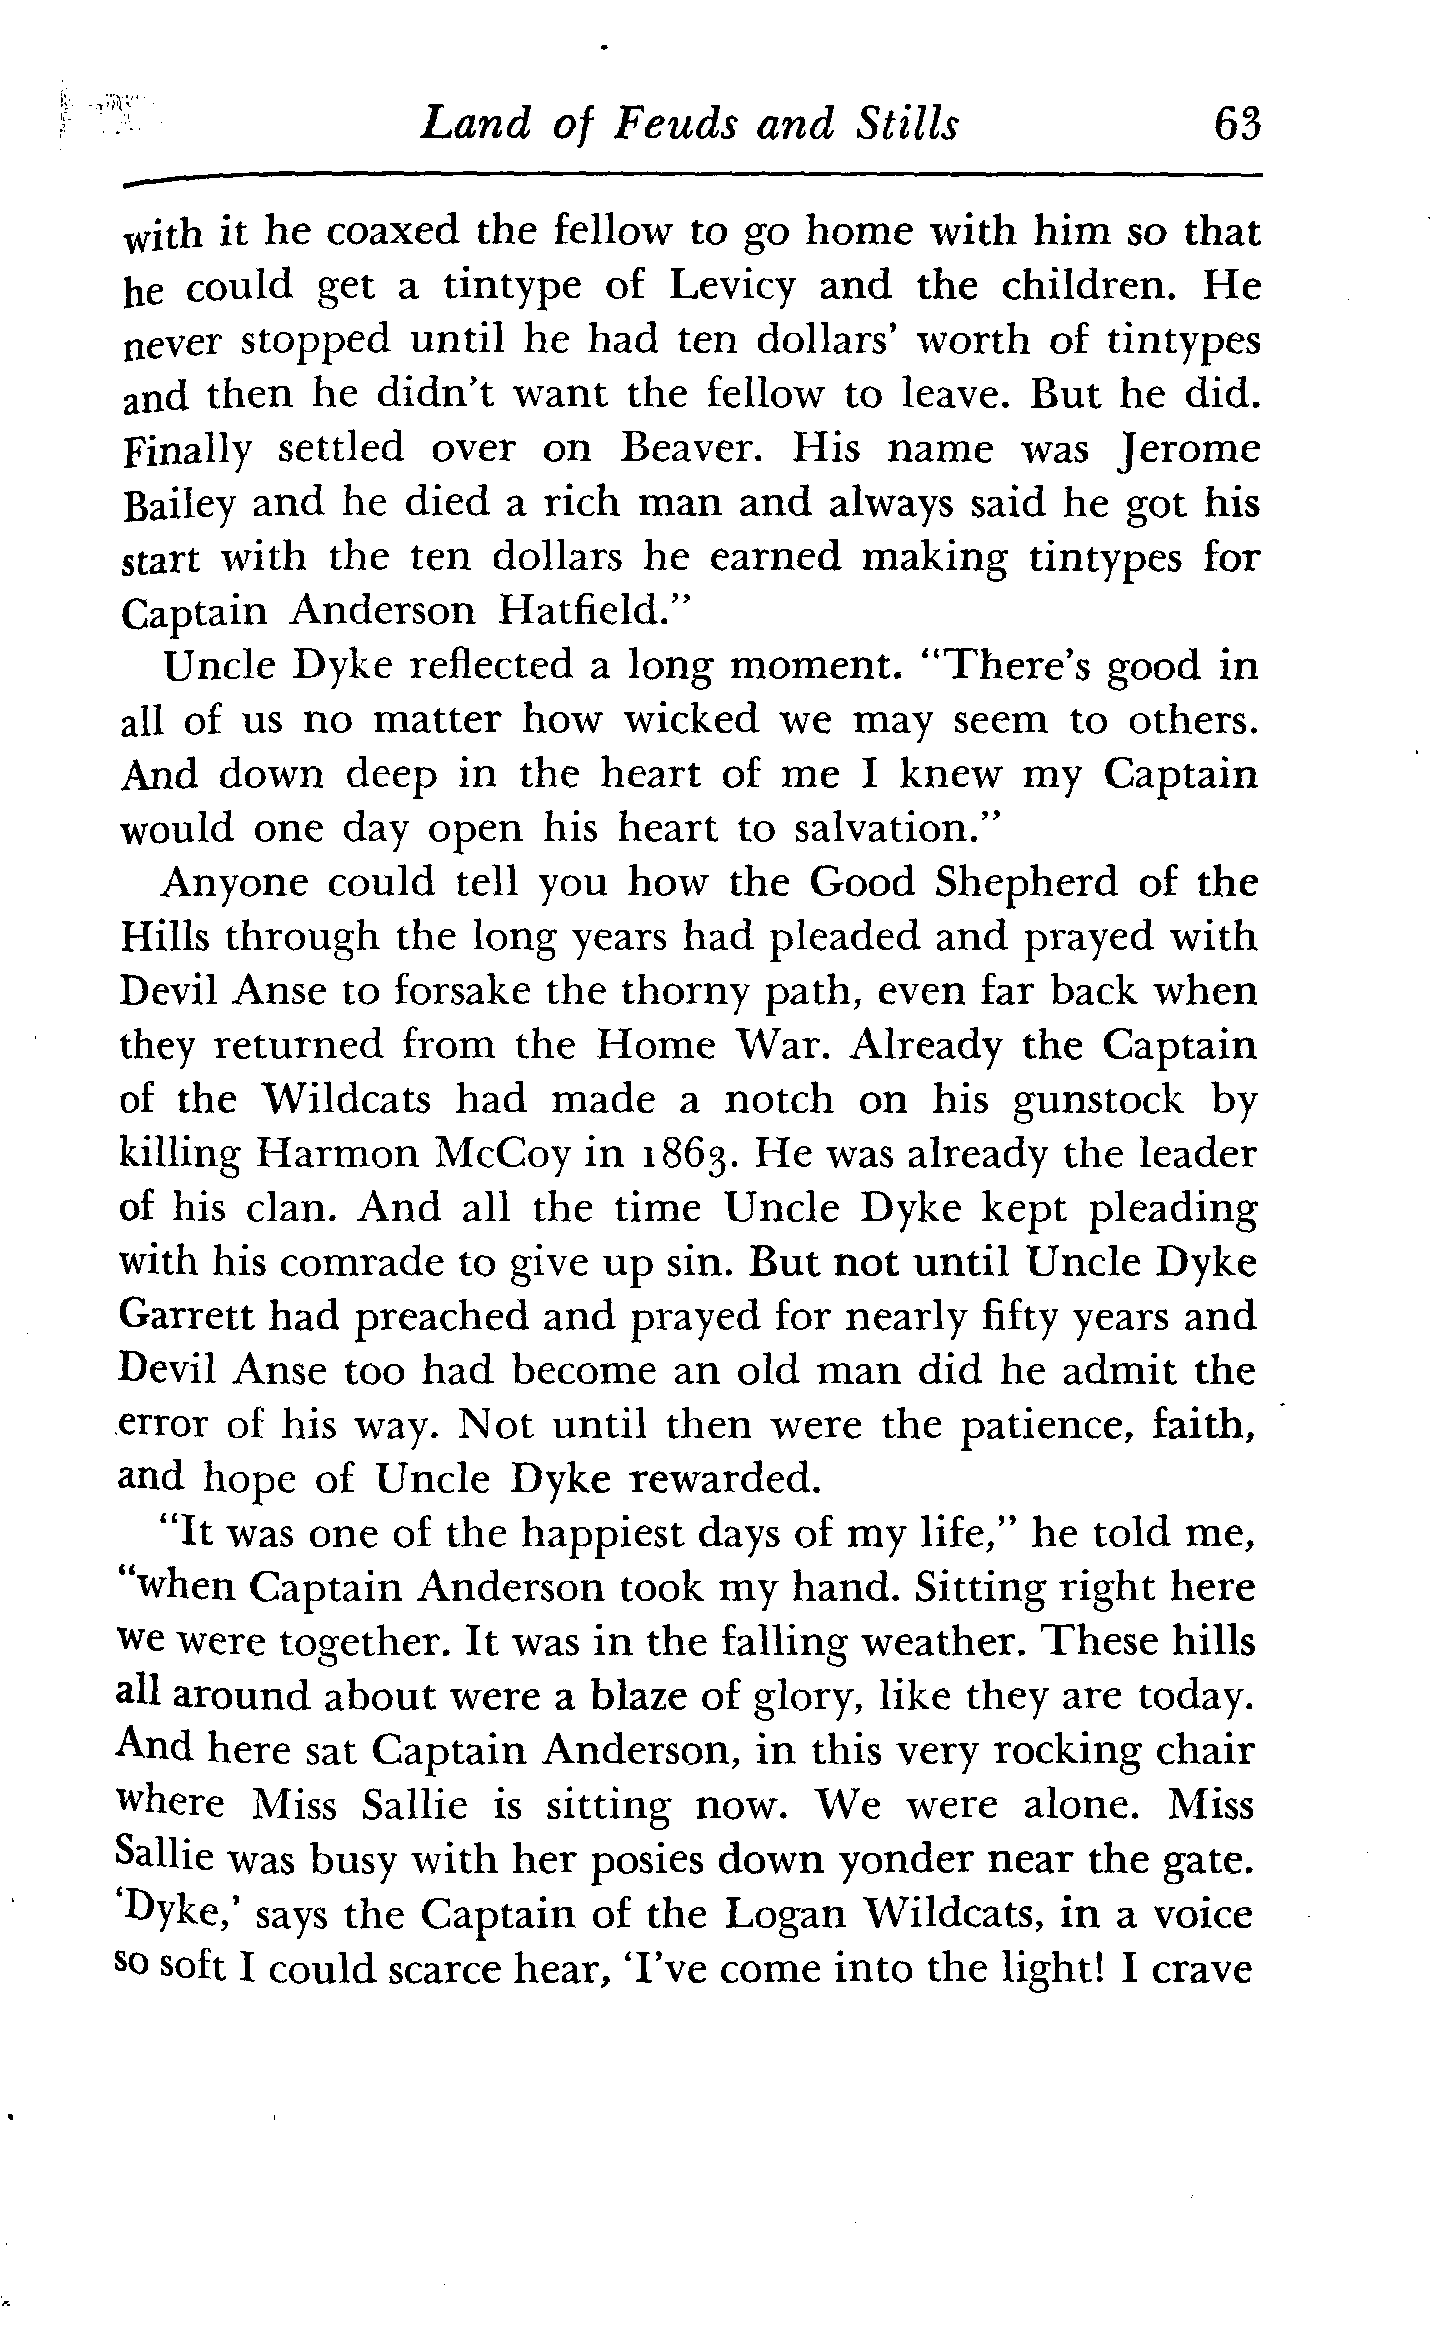 Land of Feuds and Stills 63
with it he coaxed the fellow to go home with him so that
he could get a tintype of Levicy and the children. He
never stopped until he had ten dollars' worth of tintypes
and then he didn't want the fellow to leave. But he did.
Finally settled over on Beaver. His name was Jerome
Bailey and he died a rich man and always said he got his
start with the ten dollars he earned making tintypes for
Captain Anderson Hatfield."
Uncle Dyke reflected a long moment. "There's good in
all of us no matter how wicked we may seem to others.
And down deep in the heart of me I knew my Captain
would one day open his heart to salvation."
Anyone could tell you how the Good Shepherd of the
Hills through the long years had pleaded and prayed with
Devil Anse to forsake the thorny path, even far back when
they returned from the Home War. Already the Captain
of the Wildcats had made a notch on his gunstock by
killing Harmon McCoy in 1863. He was already the leader
of his clan. And all the time Uncle Dyke kept pleading
with his comrade to give up sin. But not until Uncle Dyke
Garrett had preached and prayed for nearly fifty years and
Devil Anse too had become an old man did he admit the
error of his way. Not until then were the patience, faith,
and hope of Uncle Dyke rewarded.
"It was one of the happiest days of my life," he told me,
"when Captain Anderson took my hand. Sitting right here
we were together. It was in the falling weather. These hills
all around about were a blaze of glory, like they are today.
And here sat Captain Anderson, in this very rocking chair
where Miss Sallie is sitting now. We were alone. Miss
Sallie was busy with her posies down yonder near the gate.
'Dyke,' says the Captain of the Logan Wildcats, in a voice
so soft I could scarce hear, 'I've come into the light! I crave